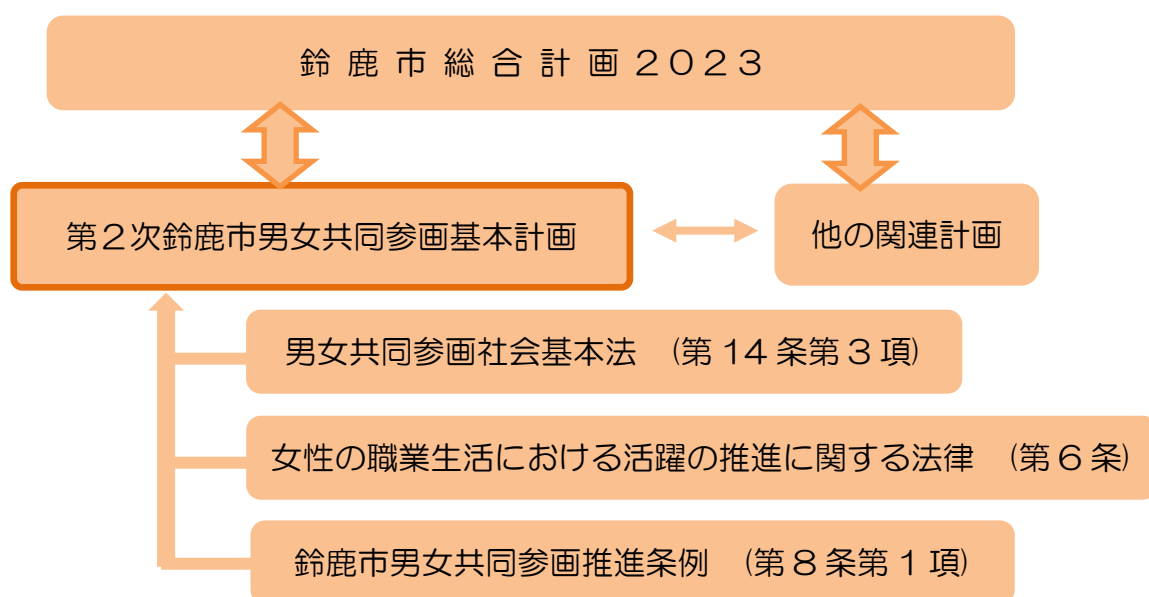 鈴鹿市総合計画２０２３
第２次鈴鹿市男女共同参画基本計画
他の関連計画
男女共同参画社会基本法　(第 14 条第３項)
女性の職業生活における活躍の推進に関する法律　(第６条)
鈴鹿市男女共同参画推進条例　(第８条第１項)